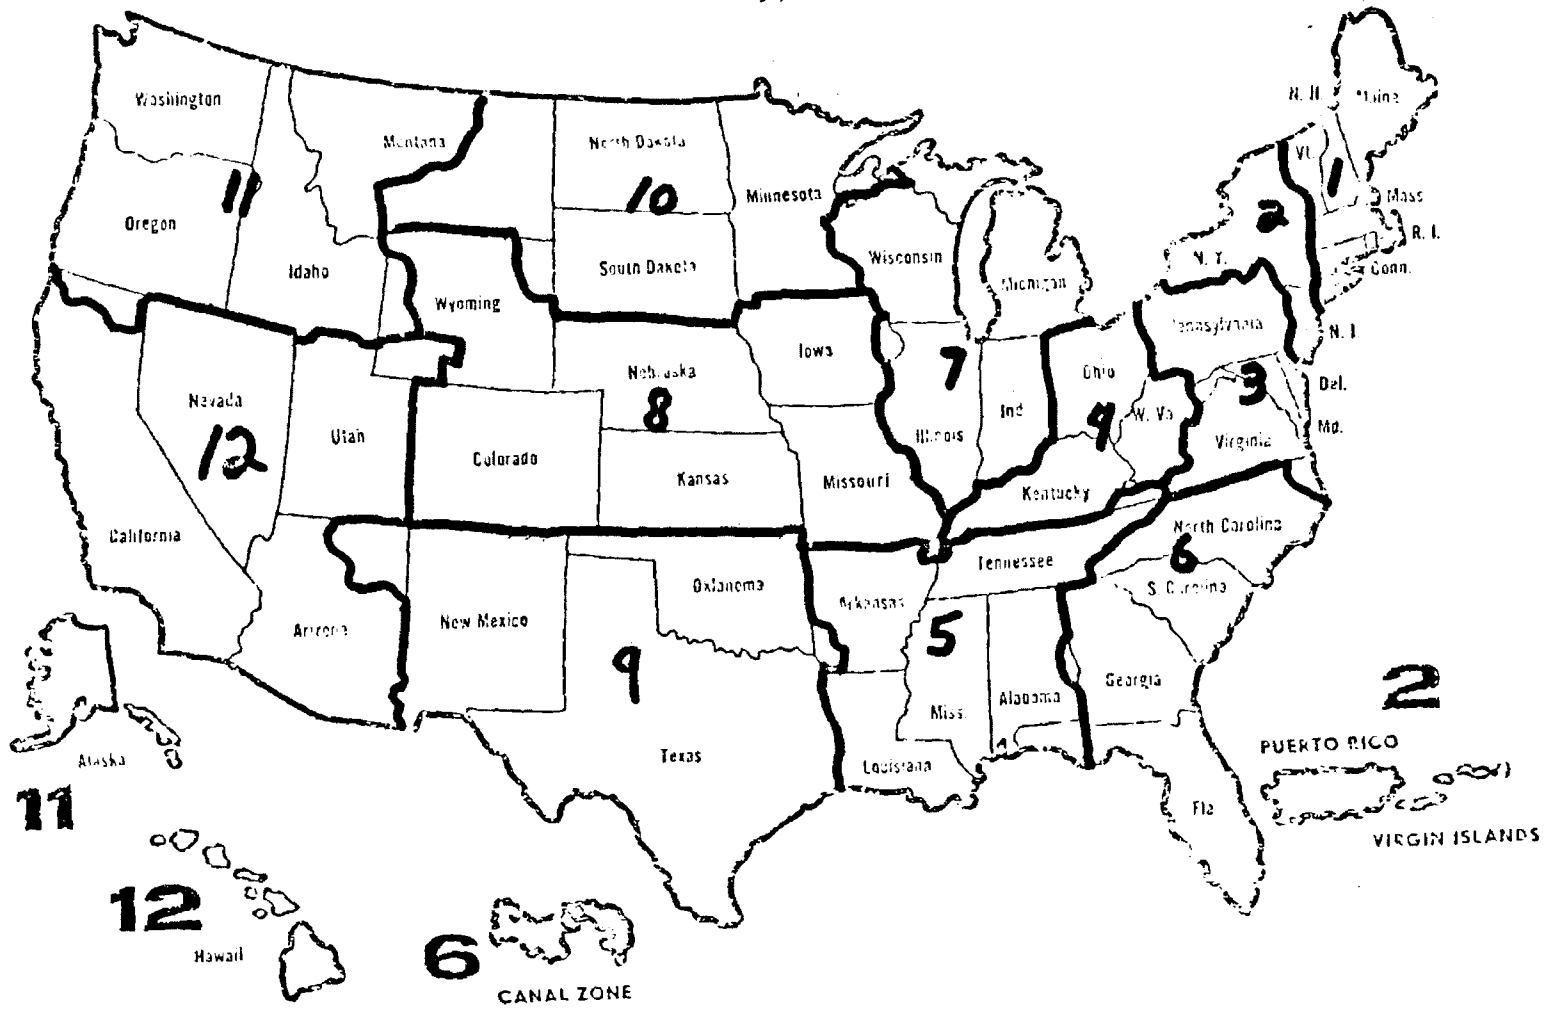 Washington
Montana
North Dakota
Minnesota
N. H.
Maine
Vt.
1
Mass
11
10
Oregon
2
R. I.
Idaho
South Dakota
Wisconsin
Michigan
N. Y.
Conn.
Wyoming
Pennsylvania
N. J.
Iowa
7
Nevada
Nebraska
Ohio
3
Del.
12
Utah
8
Ind
4
W. Va
Md.
Colorado
Illinois
Virginia
Kansas
Missouri
Kentucky
California
North Carolina
6
Tennessee
Oklahoma
Arkansas
S. Carolina
Arizona
New Mexico
9
5
Georgia
Alabama
Miss.
2
Texas
Louisiana
PUERTO RICO
Alaska
11
Fla
VIRGIN ISLANDS
12
Hawaii
6
CANAL ZONE